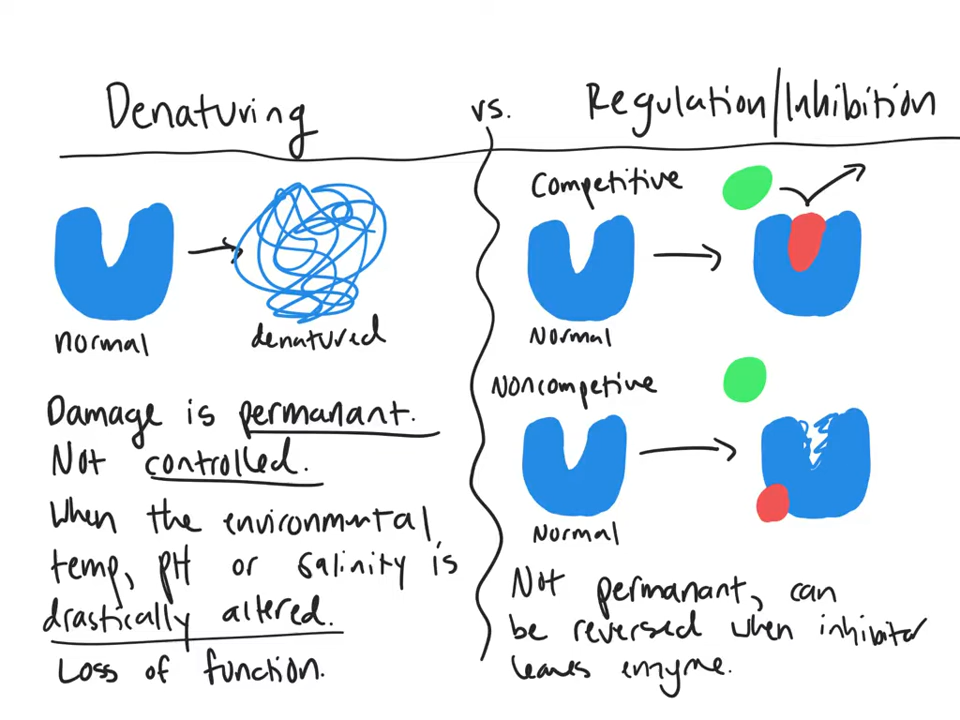 Denaturing
vs.
Regulation/Inhibition
normal
denatured
Damage is permanant.
Not controlled.
When the environmental
temp, pH or salinity is
drastically altered.
Loss of function.
Competitive
Normal
Noncompetive
Normal
Not permanant, can
be reversed when inhibitor
leaves enzyme.